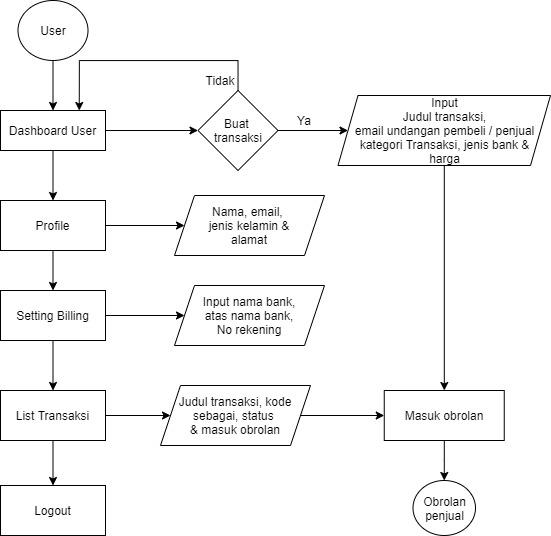 User
Tidak
Dashboard User
Buat
transaksi
Ya
Input
Judul transaksi,
email undangan pembeli / penjual
kategori Transaksi, jenis bank &
harga
Profile
Nama, email,
jenis kelamin &
alamat
Setting Billing
Input nama bank,
atas nama bank,
No rekening
List Transaksi
Judul transaksi, kode
sebagai, status
& masuk obrolan
Masuk obrolan
Logout
Obrolan
penjual